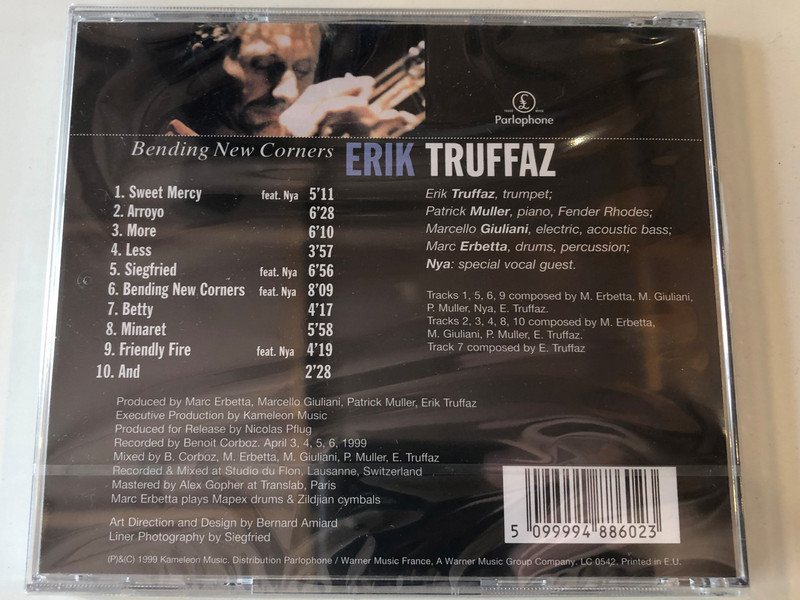 £
Parlophone
Bending New Corners ERIK TRUFFAZ
1. Sweet Mercy feat. Nya 5'11
2. Arroyo 6'28
3. More 6'10
4. Less 3'57
5. Siegfried feat. Nya 6'56
6. Bending New Corners feat. Nya 8'09
7. Betty 4'17
8. Minaret 5'58
9. Friendly Fire feat. Nya 4'19
10. And 2'28
Erik Truffaz, trumpet;
Patrick Muller, piano, Fender Rhodes;
Marcello Giuliani, electric, acoustic bass;
Marc Erbetta, drums, percussion;
Nya: special vocal guest.
Tracks 1, 5, 6, 9 composed by M. Erbetta, M. Giuliani,
P. Muller, Nya, E. Truffaz.
Tracks 2, 3, 4, 8, 10 composed by M. Erbetta,
M. Giuliani, P. Muller, E. Truffaz.
Track 7 composed by E. Truffaz
Produced by Marc Erbetta, Marcello Giuliani, Patrick Muller, Erik Truffaz
Executive Production by Kameleon Music
Produced for Release by Nicolas Pflug
Recorded by Benoit Corboz. April 3, 4, 5, 6, 1999
Mixed by B. Corboz, M. Erbetta, M. Giuliani, P. Muller, E. Truffaz
Recorded & Mixed at Studio du Flon, Lausanne, Switzerland
Mastered by Alex Gopher at Translab, Paris
Marc Erbetta plays Mapex drums & Zildjian cymbals
Art Direction and Design by Bernard Amiard
Liner Photography by Siegfried
5 099994 886023
(P)&(C) 1999 Kameleon Music. Distribution Parlophone / Warner Music France, A Warner Music Group Company. LC 0542. Printed in E.U.